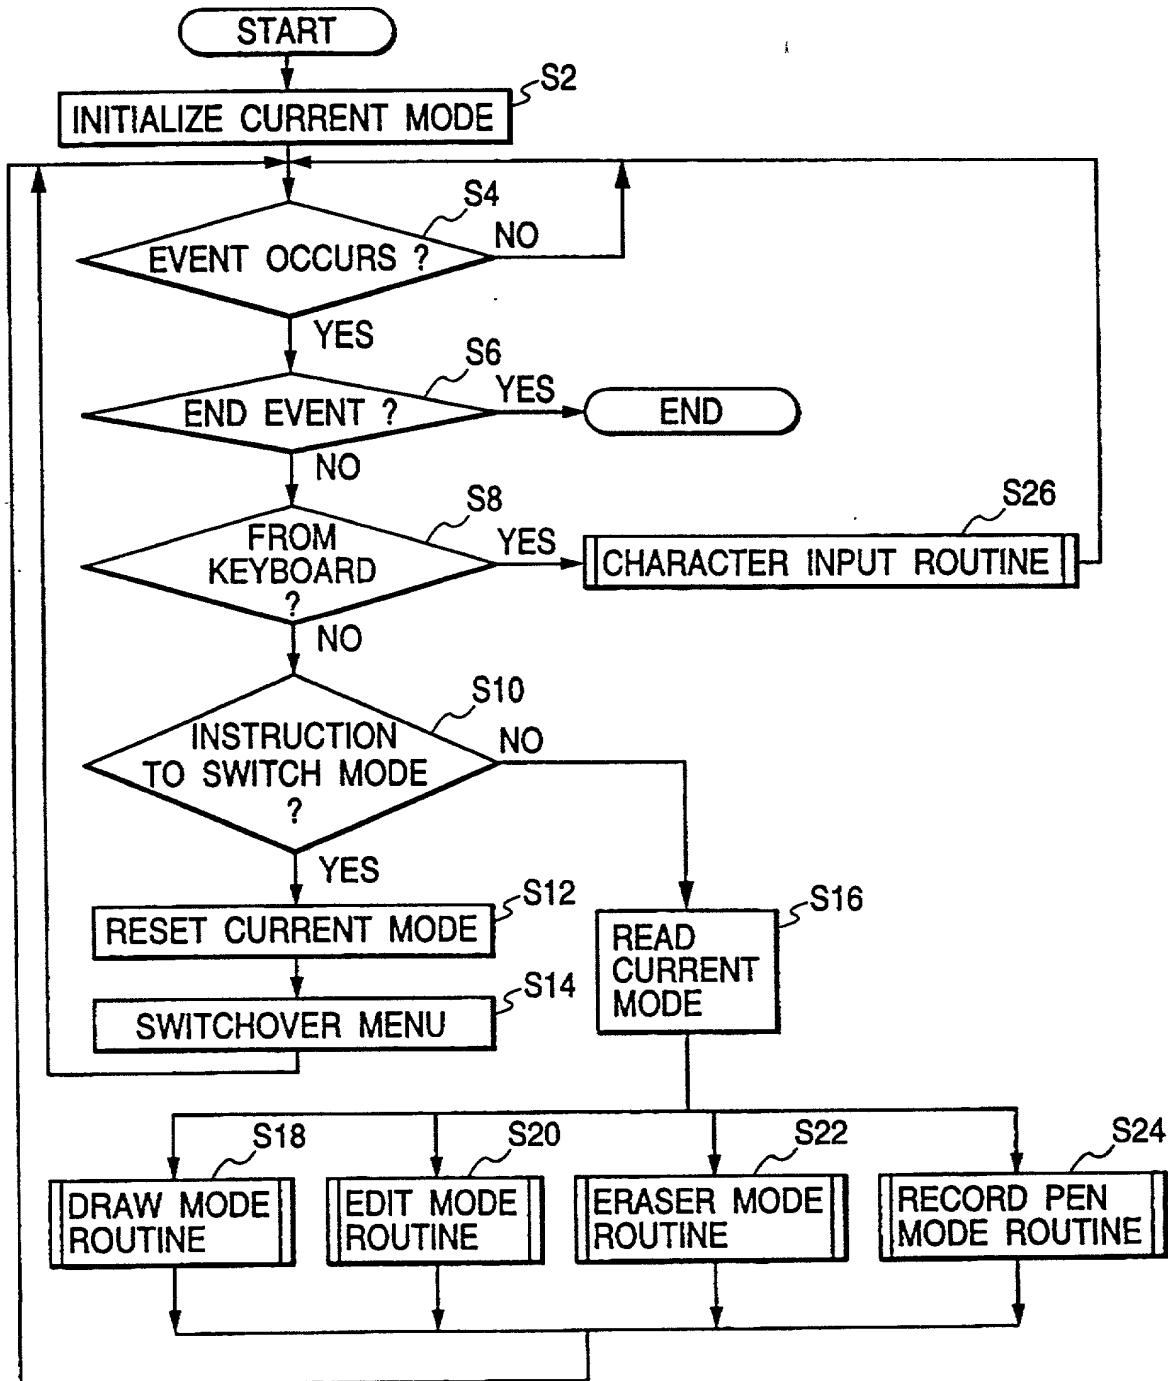 START
S2
INITIALIZE CURRENT MODE
S4
EVENT OCCURS ?
NO
YES
S6
END EVENT ?
YES
END
NO
S8
FROM
KEYBOARD
?
YES
S26
CHARACTER INPUT ROUTINE
NO
S10
INSTRUCTION
TO SWITCH MODE
?
NO
YES
S12
RESET CURRENT MODE
S14
SWITCHOVER MENU
S16
READ
CURRENT
MODE
S18
DRAW MODE
ROUTINE
S20
EDIT MODE
ROUTINE
S22
ERASER MODE
ROUTINE
S24
RECORD PEN
MODE ROUTINE